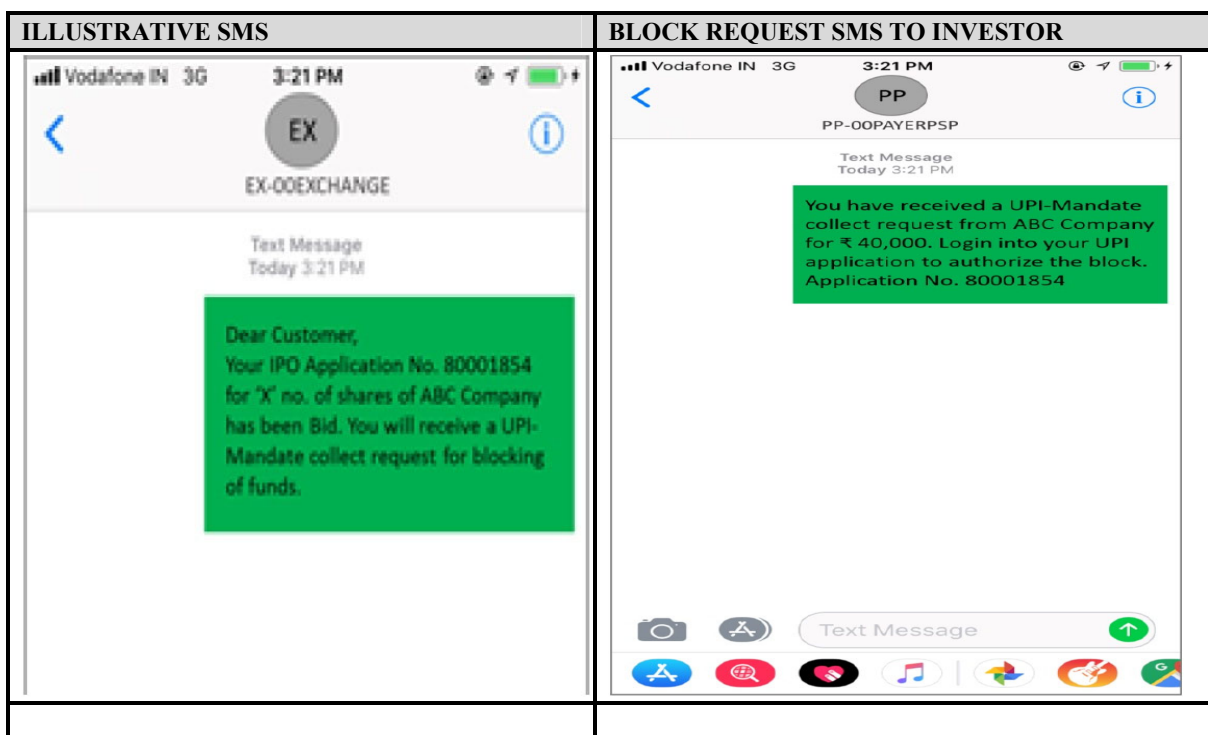 ILLUSTRATIVE SMS
Vodafone IN 3G 3:21 PM
EX
EX-00EXCHANGE
Text Message
Today 3:21 PM
Dear Customer,
Your IPO Application No. 80001854
for 'X' no. of shares of ABC Company
has been Bid. You will receive a UPI-
Mandate collect request for blocking
of funds.
BLOCK REQUEST SMS TO INVESTOR
Vodafone IN 3G 3:21 PM
PP
PP-00PAYERPSP
Text Message
Today 3:21 PM
You have received a UPI-Mandate
collect request from ABC Company
for ₹ 40,000. Login into your UPI
application to authorize the block.
Application No. 80001854
Text Message
G